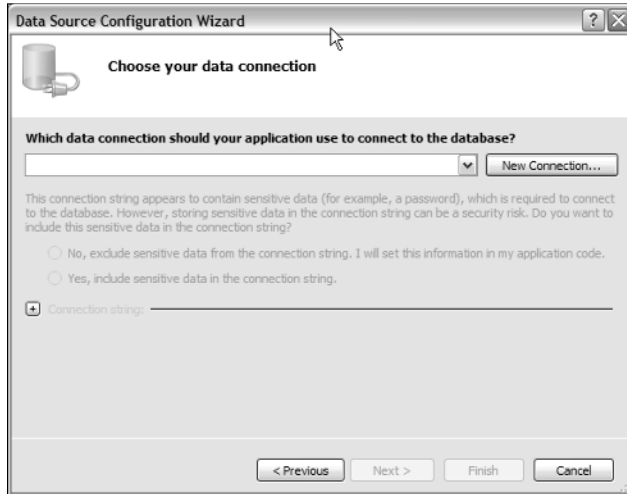 Data Source Configuration Wizard
Choose your data connection
Which data connection should your application use to connect to the database?
New Connection...
This connection string appears to contain sensitive data (for example, a password), which is required to connect
to the database. However, storing sensitive data in the connection string can be a security risk. Do you want to
include this sensitive data in the connection string?
No, exclude sensitive data from the connection string. I will set this information in my application code.
Yes, include sensitive data in the connection string.
Connection string:
< Previous
Next >
Finish
Cancel